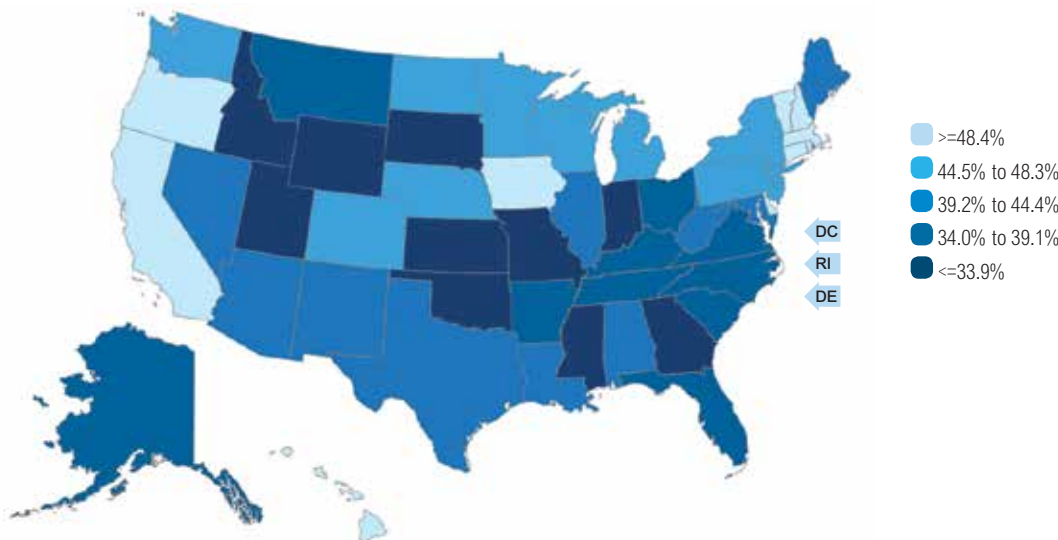 >=48.4%
44.5% to 48.3%
39.2% to 44.4%
34.0% to 39.1%
<=33.9%
DC
RI
DE